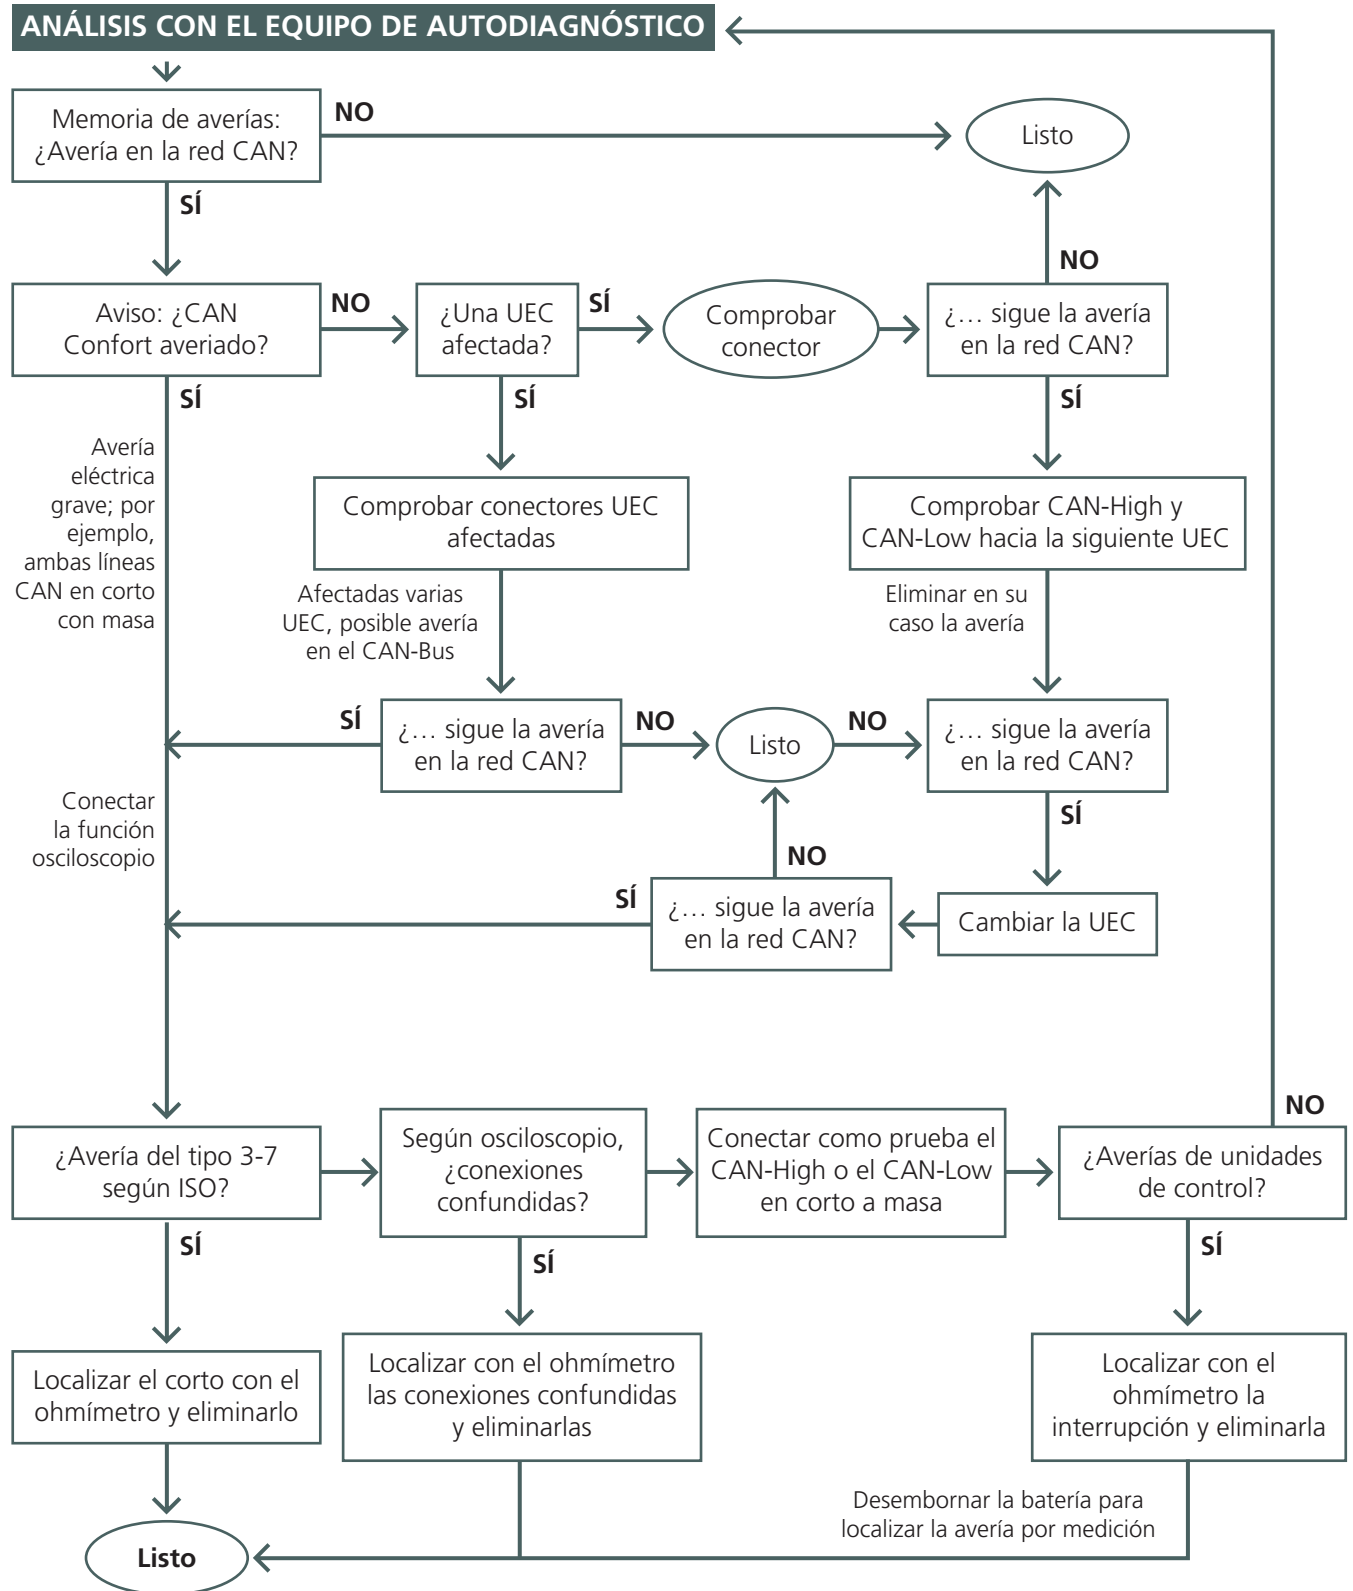 ANÁLISIS CON EL EQUIPO DE AUTODIAGNÓSTICO
Memoria de averías:
¿Avería en la red CAN?
NO
Listo
SÍ
NO
Aviso: ¿CAN
Confort averiado?
NO
¿Una UEC
afectada?
SÍ
Comprobar
conector
¿… sigue la avería
en la red CAN?
SÍ
SÍ
SÍ
Avería
eléctrica
grave; por
ejemplo,
ambas líneas
CAN en corto
con masa
Comprobar conectores UEC
afectadas
Comprobar CAN-High y
CAN-Low hacia la siguiente UEC
Afectadas varias
UEC, posible avería
en el CAN-Bus
Eliminar en su
caso la avería
SÍ
¿… sigue la avería
en la red CAN?
NO
Listo
NO
¿… sigue la avería
en la red CAN?
Conectar
la función
osciloscopio
SÍ
NO
SÍ
¿… sigue la avería
en la red CAN?
Cambiar la UEC
NO
¿Avería del tipo 3-7
según ISO?
Según osciloscopio,
¿conexiones
confundidas?
Conectar como prueba el
CAN-High o el CAN-Low
en corto a masa
¿Averías de unidades
de control?
SÍ
SÍ
SÍ
Localizar el corto con el
ohmímetro y eliminarlo
Localizar con el ohmímetro
las conexiones confundidas
y eliminarlas
Localizar con el
ohmímetro la
interrupción y eliminarla
Desembornar la batería para
localizar la avería por medición
Listo